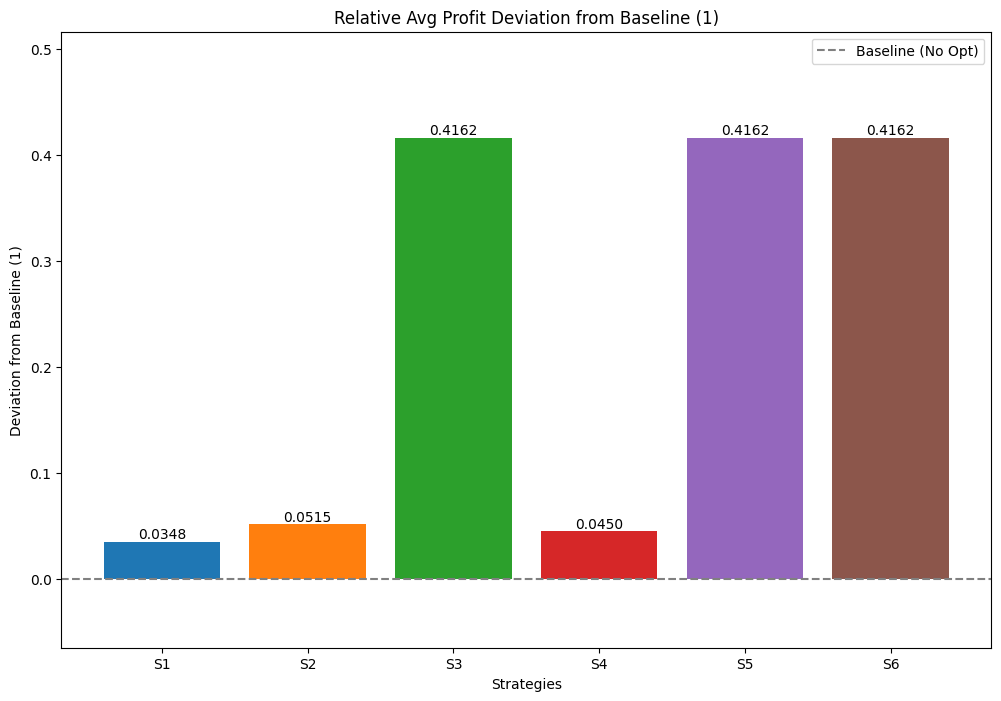 Relative Avg Profit Deviation from Baseline (1)
Baseline (No Opt)
Deviation from Baseline (1)
0.5
0.4
0.3
0.2
0.1
0.0
0.0348
0.0515
0.4162
0.0450
0.4162
0.4162
S1
S2
S3
S4
S5
S6
Strategies